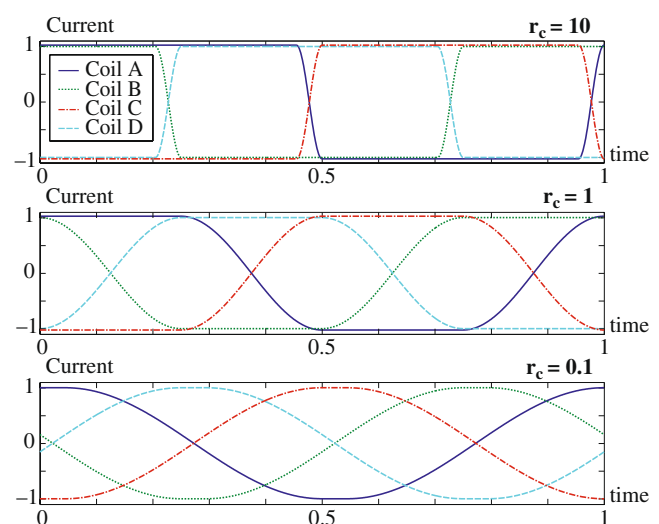 Current
r_c = 10
1
0
−1
Coil A
Coil B
Coil C
Coil D
0
0.5
1
time
Current
r_c = 1
1
0
−1
0
0.5
1
time
Current
r_c = 0.1
1
0
−1
0
0.5
1
time